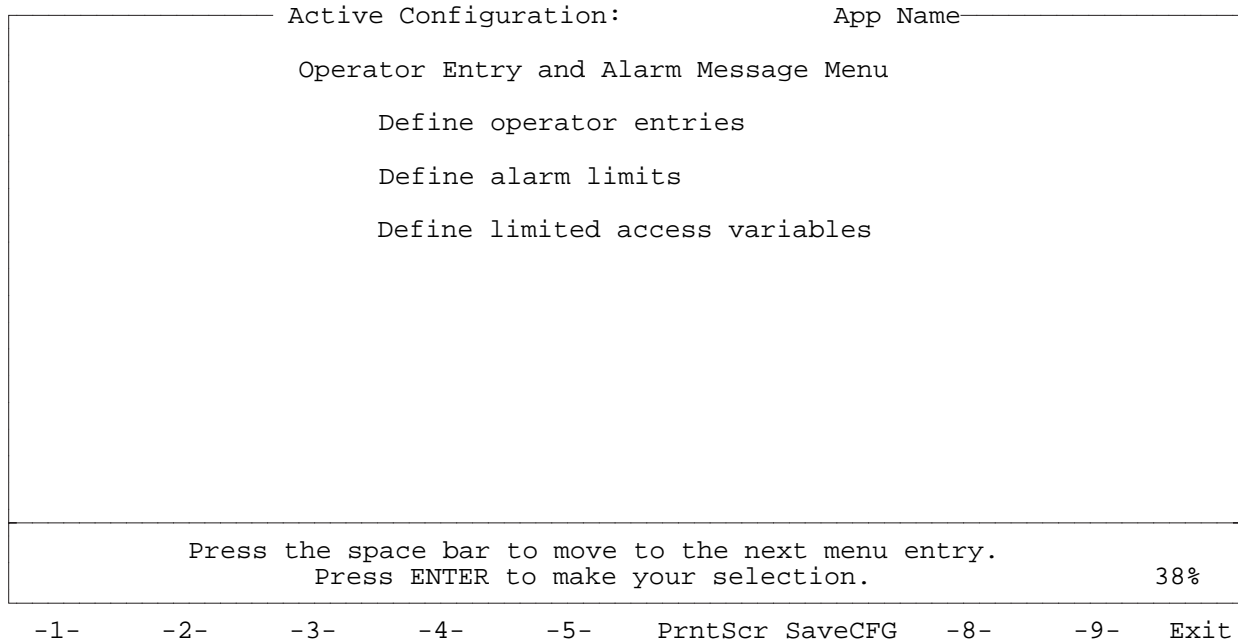 Active Configuration: App Name
Operator Entry and Alarm Message Menu
Define operator entries
Define alarm limits
Define limited access variables
Press the space bar to move to the next menu entry.
Press ENTER to make your selection. 38%
-1- -2- -3- -4- -5- PrntScr SaveCFG -8- -9- Exit